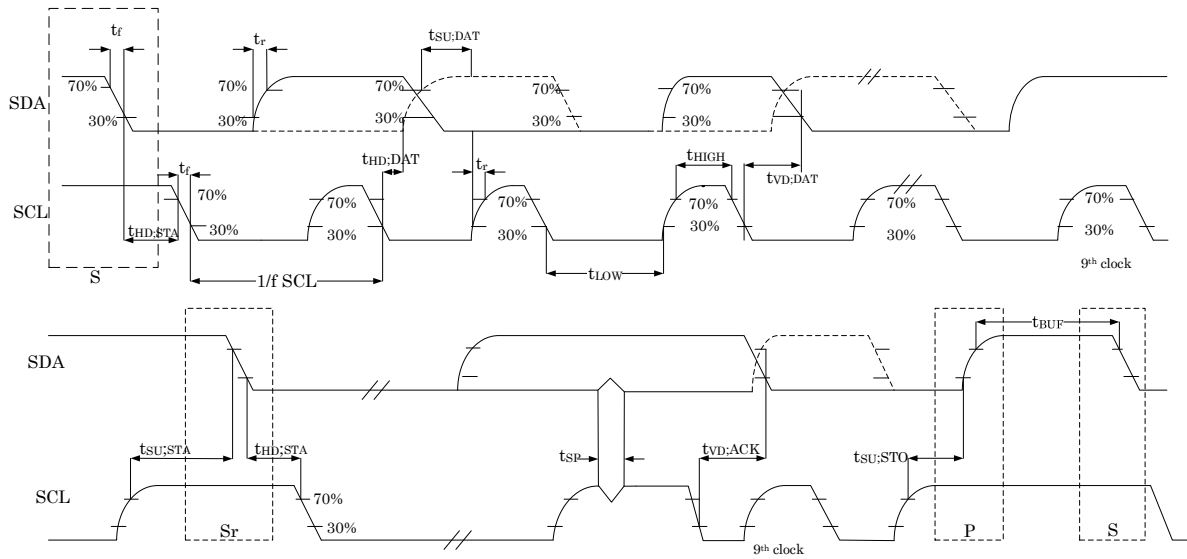 tf
tr
tSU;DAT
70%
70%
70%
70%
70%
70%
SDA
30%
30%
30%
30%
30%
30%
tHD;DAT
tf
tr
tHIGH
tVD;DAT
70%
70%
70%
70%
70%
70%
SCL
30%
30%
30%
30%
30%
30%
tHD;STA
9th clock
S
1/f SCL
tLOW
tBUF
SDA
tSU;STA
tHD;STA
tSP
tVD;ACK
tSU;STO
SCL
70%
30%
Sr
P
S
9th clock